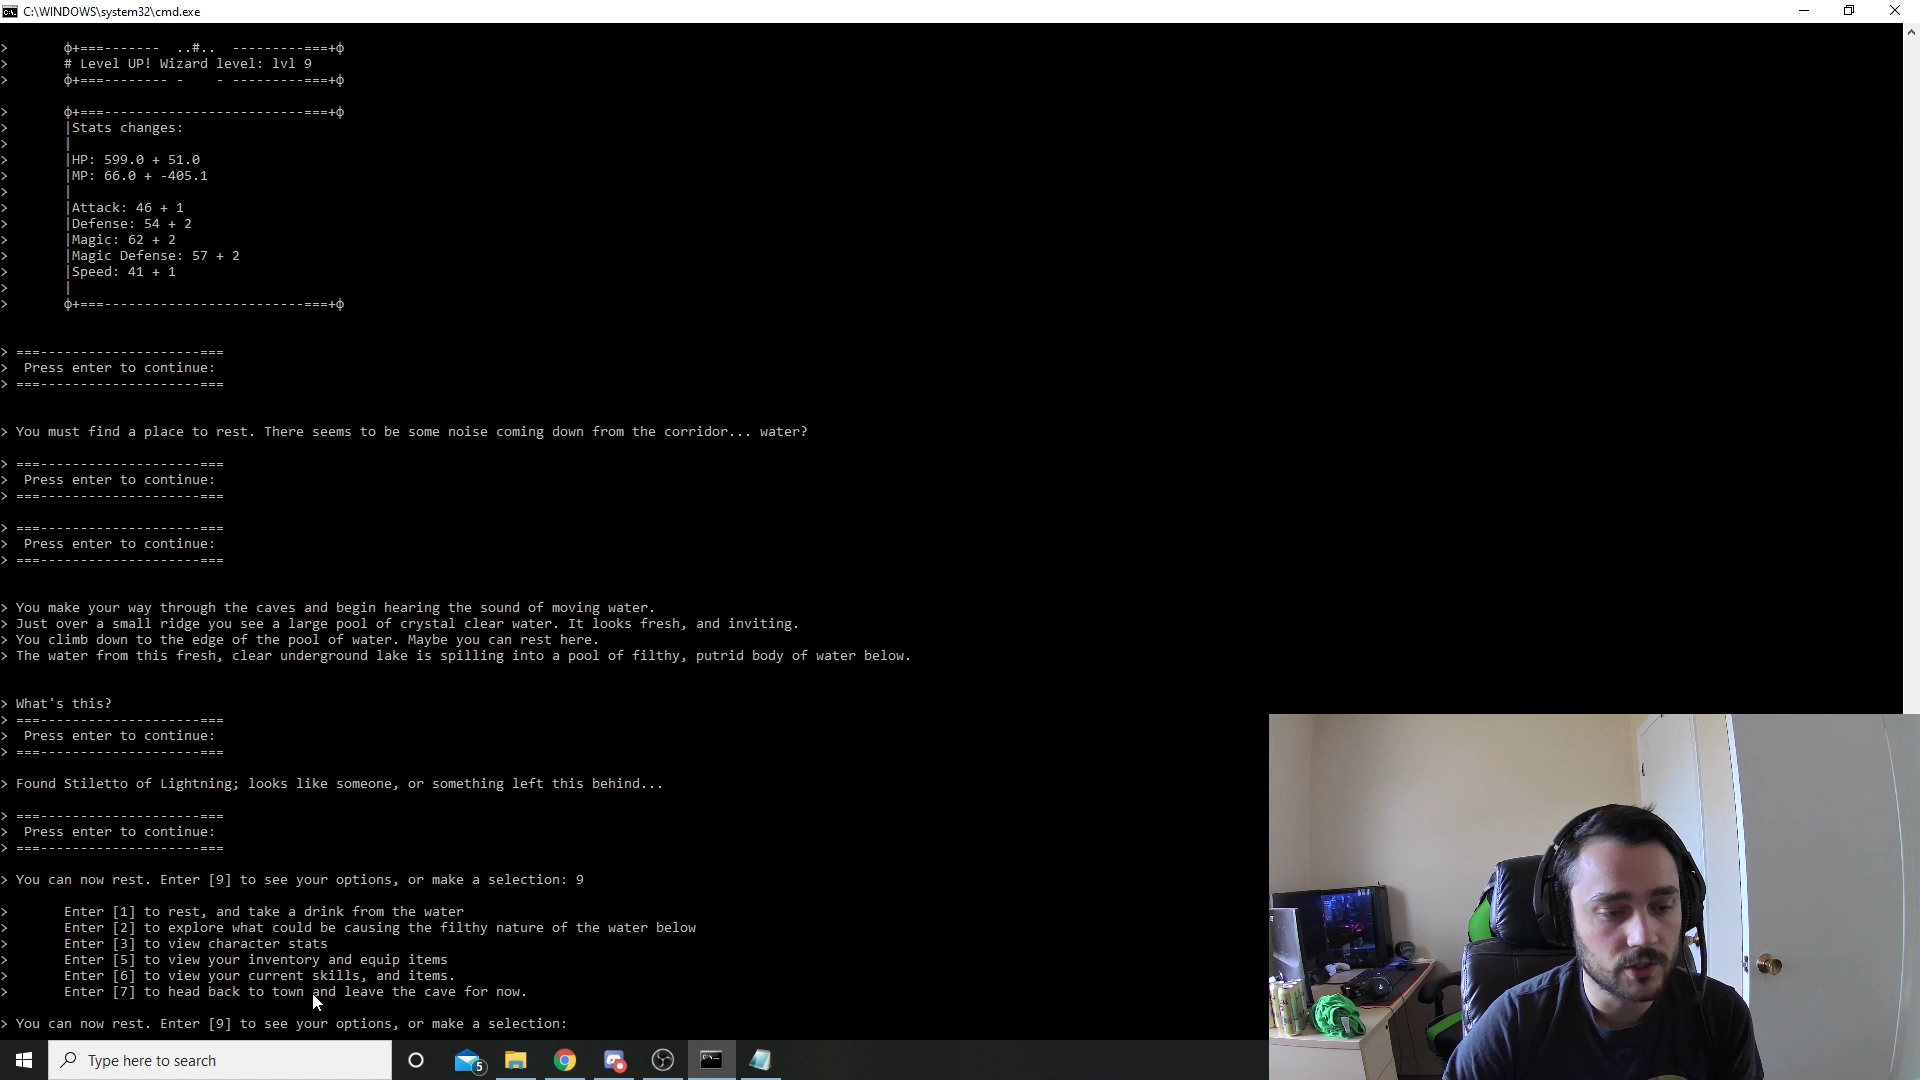 C:\WINDOWS\system32\cmd.exe
> ф+===------- ..#.. ---------===+ф
> # Level UP! Wizard level: lvl 9
> ф+===-------- - - ---------===+ф
> ф+===-------------------------===+ф
> |Stats changes:
> |
> |HP: 599.0 + 51.0
> |MP: 66.0 + -405.1
> |
> |Attack: 46 + 1
> |Defense: 54 + 2
> |Magic: 62 + 2
> |Magic Defense: 57 + 2
> |Speed: 41 + 1
> |
> ф+===-------------------------===+ф
> ===--------------------===
> Press enter to continue:
> ===--------------------===
> You must find a place to rest. There seems to be some noise coming down from the corridor... water?
> ===--------------------===
> Press enter to continue:
> ===--------------------===
> ===--------------------===
> Press enter to continue:
> ===--------------------===
> You make your way through the caves and begin hearing the sound of moving water.
> Just over a small ridge you see a large pool of crystal clear water. It looks fresh, and inviting.
> You climb down to the edge of the pool of water. Maybe you can rest here.
> The water from this fresh, clear underground lake is spilling into a pool of filthy, putrid body of water below.
> What's this?
> ===--------------------===
> Press enter to continue:
> ===--------------------===
> Found Stiletto of Lightning; looks like someone, or something left this behind...
> ===--------------------===
> Press enter to continue:
> ===--------------------===
> You can now rest. Enter [9] to see your options, or make a selection: 9
> Enter [1] to rest, and take a drink from the water
> Enter [2] to explore what could be causing the filthy nature of the water below
> Enter [3] to view character stats
> Enter [5] to view your inventory and equip items
> Enter [6] to view your current skills, and items.
> Enter [7] to head back to town and leave the cave for now.
> You can now rest. Enter [9] to see your options, or make a selection:
Type here to search
5